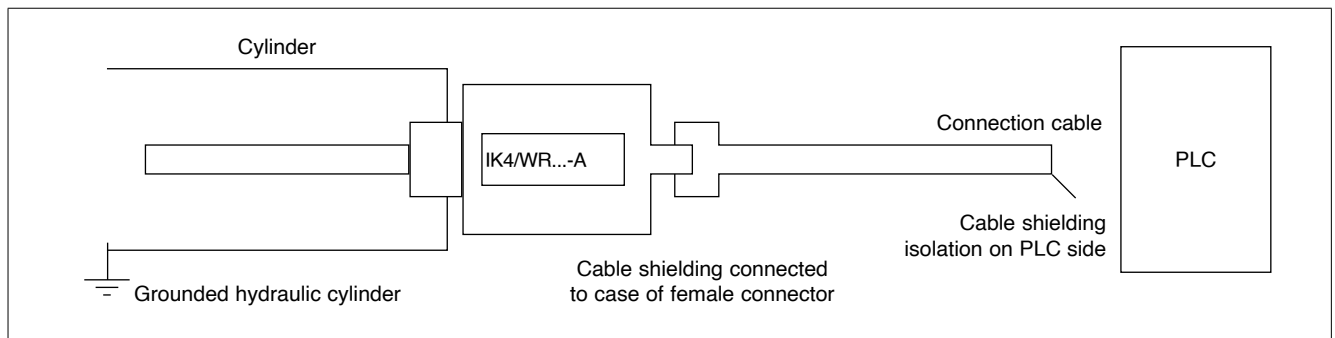 Cylinder
Connection cable
IK4/WR...-A
PLC
Cable shielding
isolation on PLC side
Cable shielding connected
to case of female connector
Grounded hydraulic cylinder